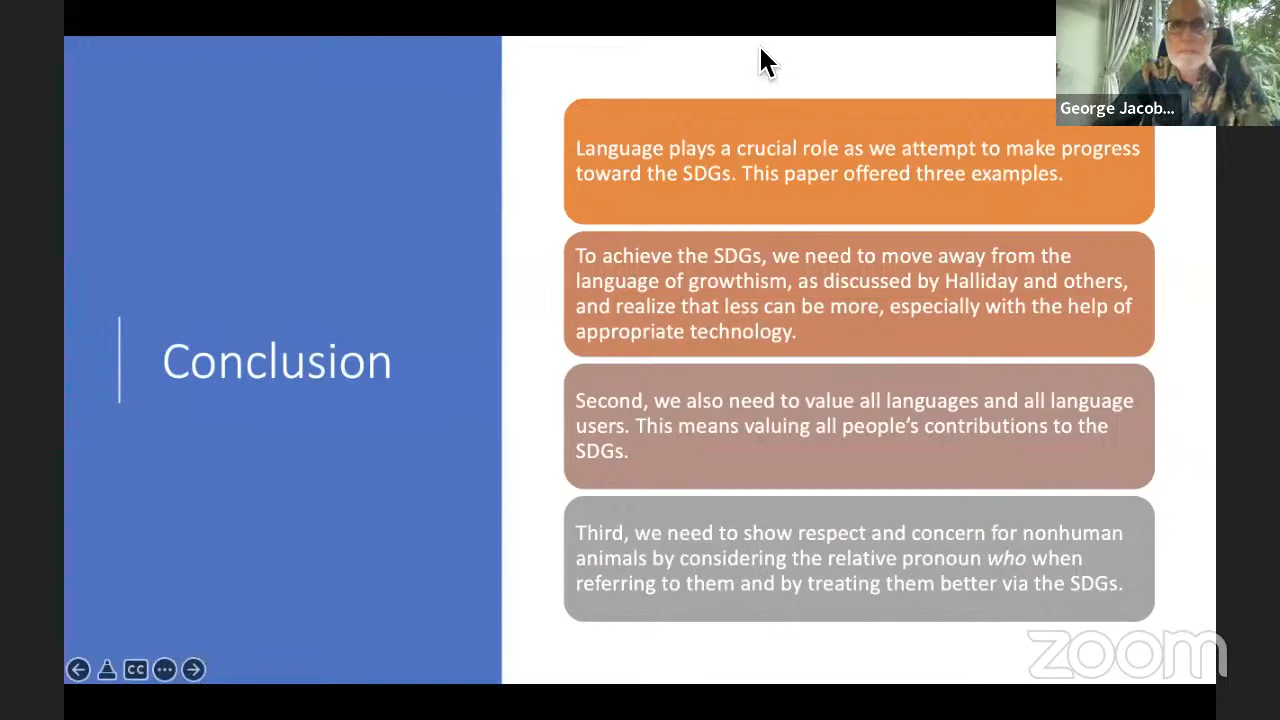 George Jacob...
Language plays a crucial role as we attempt to make progress
toward the SDGs. This paper offered three examples.
To achieve the SDGs, we need to move away from the
language of growthism, as discussed by Halliday and others,
and realize that less can be more, especially with the help of
appropriate technology.
Conclusion
Second, we also need to value all languages and all language
users. This means valuing all people’s contributions to the
SDGs.
Third, we need to show respect and concern for nonhuman
animals by considering the relative pronoun who when
referring to them and by treating them better via the SDGs.
CC
zoom